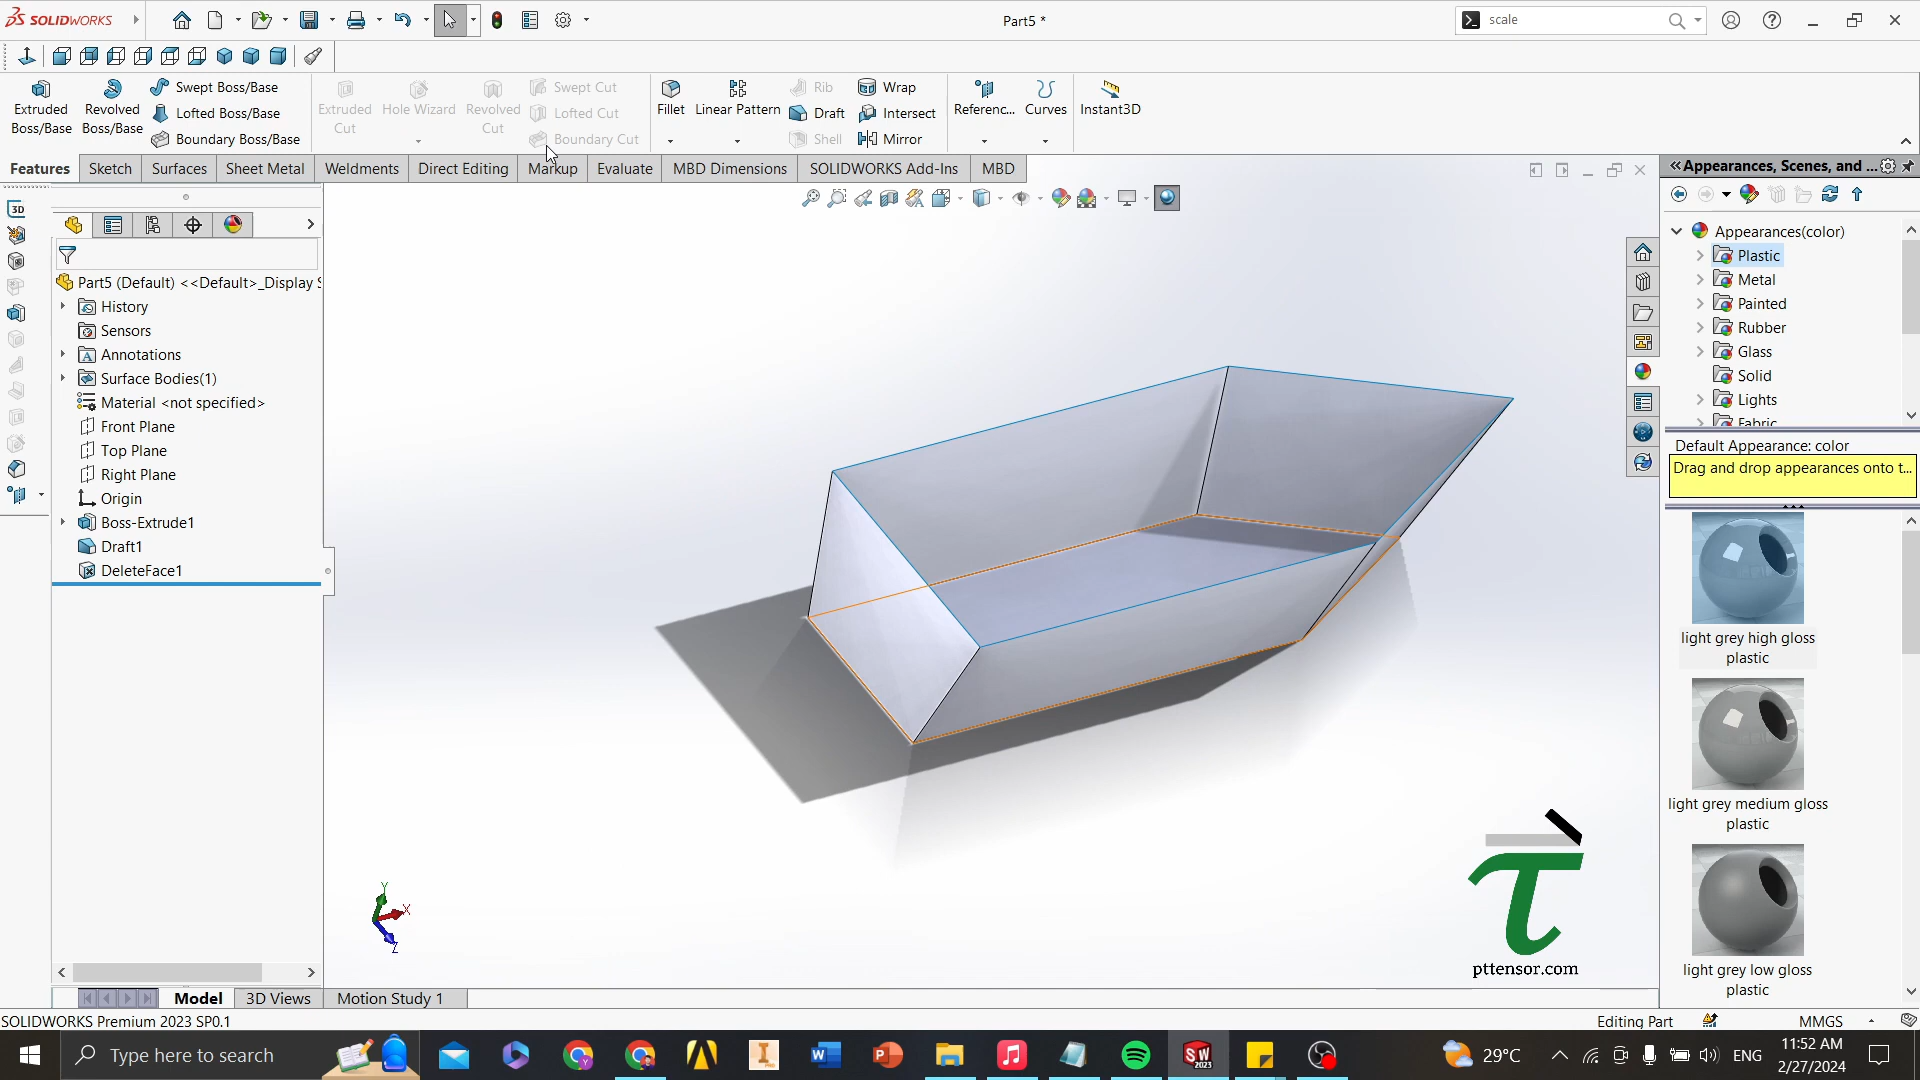 SOLIDWORKS
Part5 *
scale
Extruded Boss/Base
Revolved Boss/Base
Swept Boss/Base
Lofted Boss/Base
Boundary Boss/Base
Extruded Cut
Hole Wizard
Revolved Cut
Swept Cut
Lofted Cut
Boundary Cut
Fillet
Linear Pattern
Rib
Draft
Shell
Wrap
Intersect
Mirror
Referenc...
Curves
Instant3D
Features
Sketch
Surfaces
Sheet Metal
Weldments
Direct Editing
Markup
Evaluate
MBD Dimensions
SOLIDWORKS Add-Ins
MBD
Part5 (Default) <<Default>_Display S
History
Sensors
Annotations
Surface Bodies(1)
Material <not specified>
Front Plane
Top Plane
Right Plane
Origin
Boss-Extrude1
Draft1
DeleteFace1
Y
X
Z
pttensor.com
Appearances, Scenes, and ...
Appearances(color)
Plastic
Metal
Painted
Rubber
Glass
Solid
Lights
Fabric
Default Appearance: color
Drag and drop appearances onto t...
light grey high gloss
plastic
light grey medium gloss
plastic
light grey low gloss
plastic
Model
3D Views
Motion Study 1
SOLIDWORKS Premium 2023 SP0.1
Editing Part
MMGS
Type here to search
29°C
ENG
11:52 AM
2/27/2024